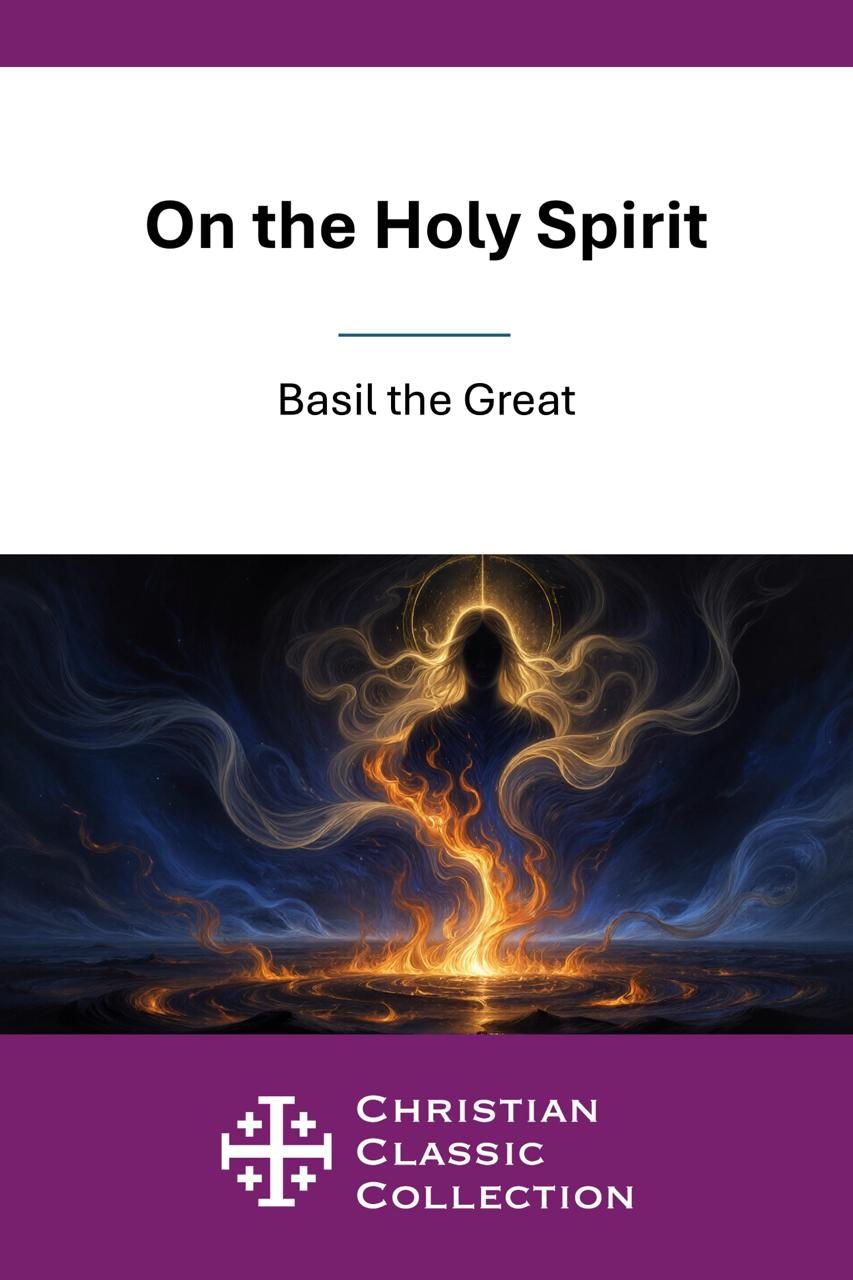 On the Holy Spirit
Basil the Great
Christian
Classic
Collection